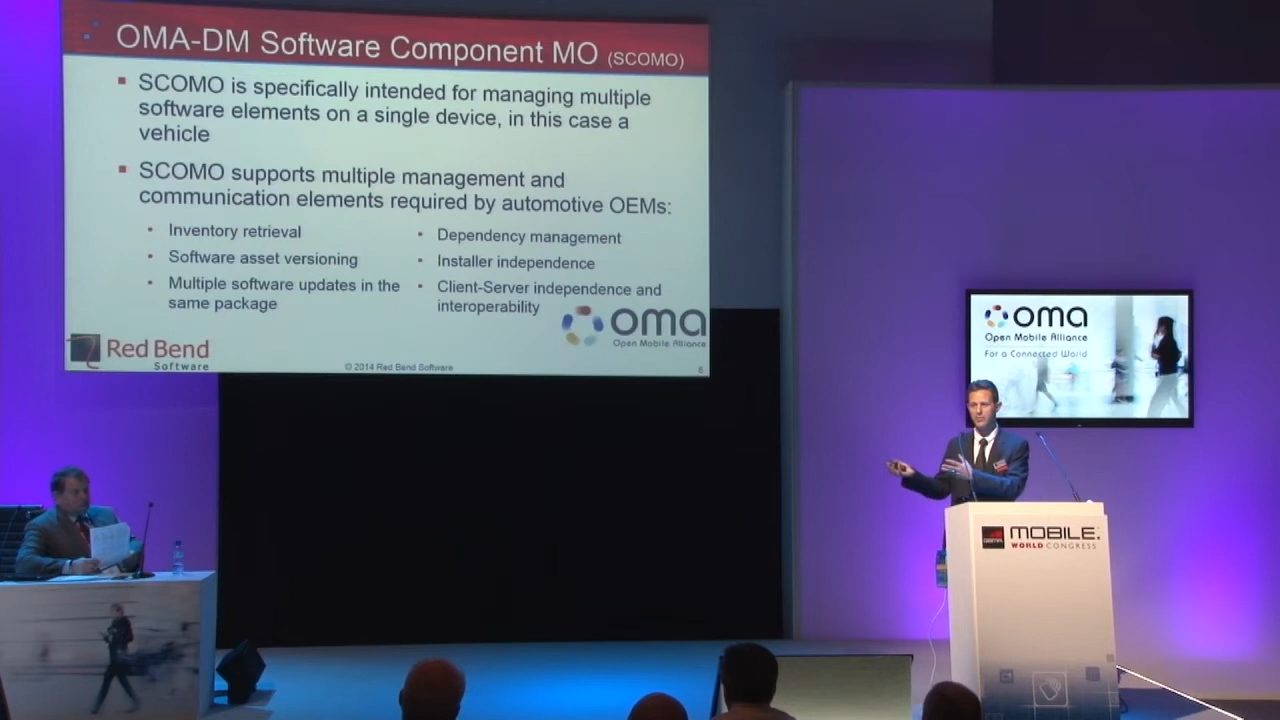 OMA-DM Software Component MO (SCOMO)
SCOMO is specifically intended for managing multiple
software elements on a single device, in this case a
vehicle
SCOMO supports multiple management and
communication elements required by automotive OEMs:
Inventory retrieval
Software asset versioning
Multiple software updates in the
same package
Dependency management
Installer independence
Client-Server independence and
interoperability
Red Bend
Software
© 2014 Red Bend Software
oma
Open Mobile Alliance
6
oma
Open Mobile Alliance
For a Connected World
MOBILE
WORLD CONGRESS